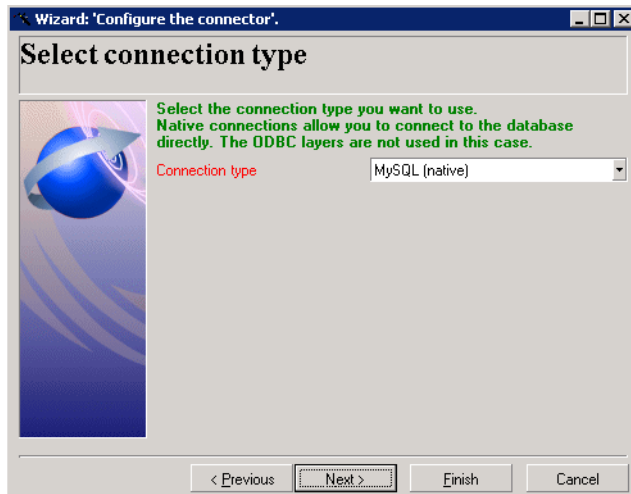 Wizard: 'Configure the connector'.
Select connection type
Select the connection type you want to use.
Native connections allow you to connect to the database
directly. The ODBC layers are not used in this case.
Connection type MySQL (native)
< Previous Next > Finish Cancel